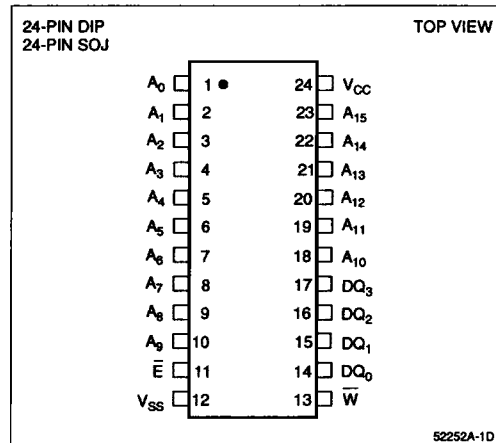 24-PIN DIP TOP VIEW
24-PIN SOJ
A₀ 1 24 V_CC
A₁ 2 23 A₁₅
A₂ 3 22 A₁₄
A₃ 4 21 A₁₃
A₄ 5 20 A₁₂
A₅ 6 19 A₁₁
A₆ 7 18 A₁₀
A₇ 8 17 DQ₃
A₈ 9 16 DQ₂
A₉ 10 15 DQ₁
E̅ 11 14 DQ₀
V_SS 12 13 W̅
52252A-1D